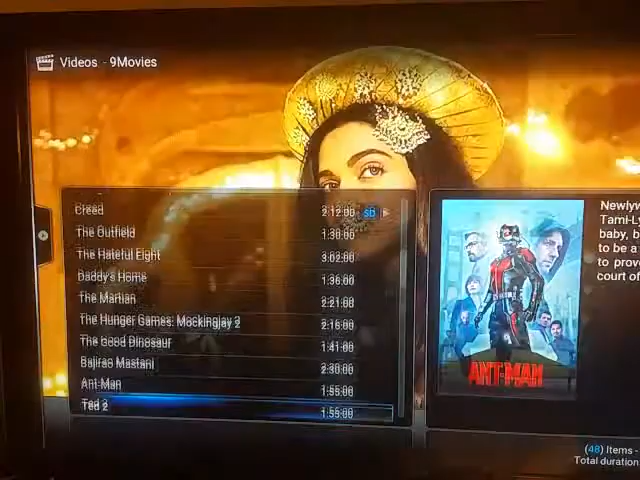 Videos - 9Movies
Creed 2:12:00 SD
The Outfield 1:30:00
The Hateful Eight 3:02:00
Daddy's Home 1:36:00
The Martian 2:21:00
The Hunger Games: Mockingjay 2 2:16:00
The Good Dinosaur 1:41:00
Bajirao Mastani 2:30:00
Ant-Man 1:55:00
Ted 2 1:55:00
ANT-MAN
Newlyw
Tami-Ly
baby, b
to be a
to prov
court of
(48) Items -
Total duration